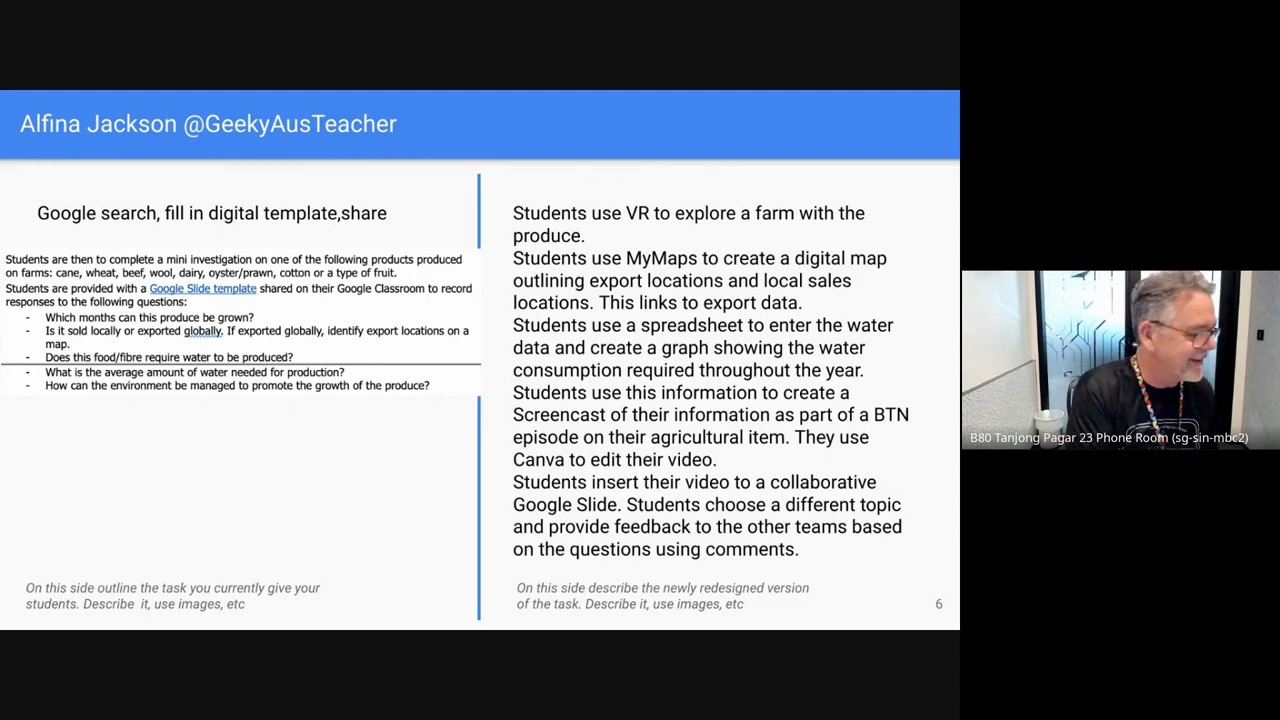 Alfina Jackson @GeekyAusTeacher
Google search, fill in digital template,share
Students are then to complete a mini investigation on one of the following products produced
on farms: cane, wheat, beef, wool, dairy, oyster/prawn, cotton or a type of fruit.
Students are provided with a Google Slide template shared on their Google Classroom to record
responses to the following questions:
- Which months can this produce be grown?
- Is it sold locally or exported globally. If exported globally, identify export locations on a
map.
- Does this food/fibre require water to be produced?
- What is the average amount of water needed for production?
- How can the environment be managed to promote the growth of the produce?
On this side outline the task you currently give your
students. Describe it, use images, etc
Students use VR to explore a farm with the
produce.
Students use MyMaps to create a digital map
outlining export locations and local sales
locations. This links to export data.
Students use a spreadsheet to enter the water
data and create a graph showing the water
consumption required throughout the year.
Students use this information to create a
Screencast of their information as part of a BTN
episode on their agricultural item. They use
Canva to edit their video.
Students insert their video to a collaborative
Google Slide. Students choose a different topic
and provide feedback to the other teams based
on the questions using comments.
On this side describe the newly redesigned version
of the task. Describe it, use images, etc
6
B80 Tanjong Pagar 23 Phone Room (sg-sin-mbc2)